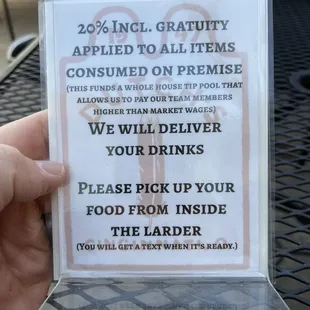 20% Incl. gratuity
applied to all items
consumed on premise
(this funds a whole house tip pool that
allows us to pay our team members
higher than market wages)
We will deliver
your drinks
Please pick up your
food from inside
the Larder
(You will get a text when it's ready.)